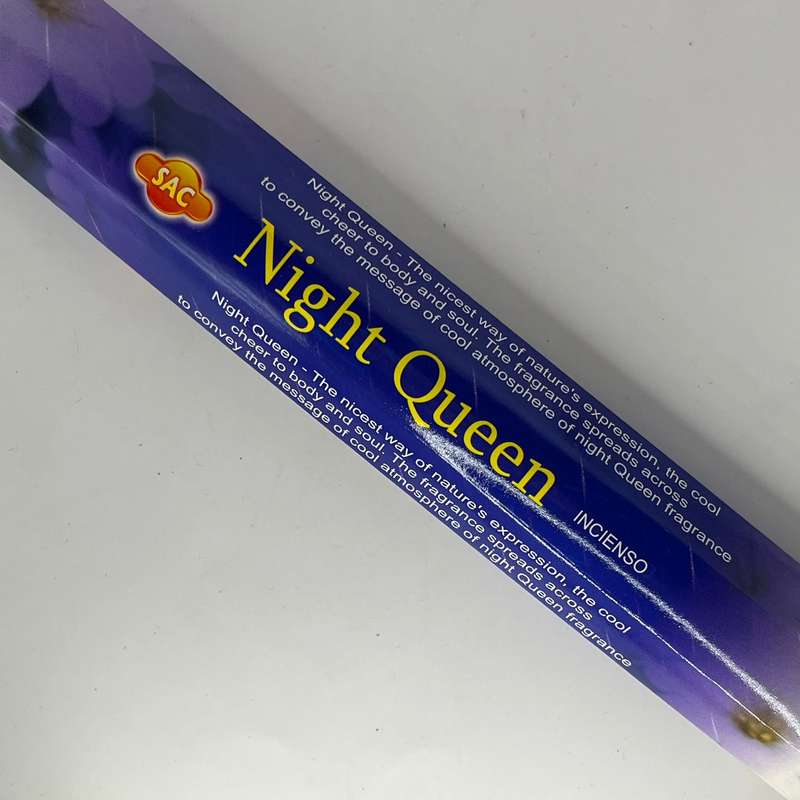 SAC
Night Queen - The nicest way of nature's expression, the cool
cheer to body and soul. The fragrance spreads across
to convey the message of cool atmosphere of night Queen fragrance
Night Queen
INCIENSO
Night Queen - The nicest way of nature's expression, the cool
cheer to body and soul. The fragrance spreads across
to convey the message of cool atmosphere of night Queen fragrance